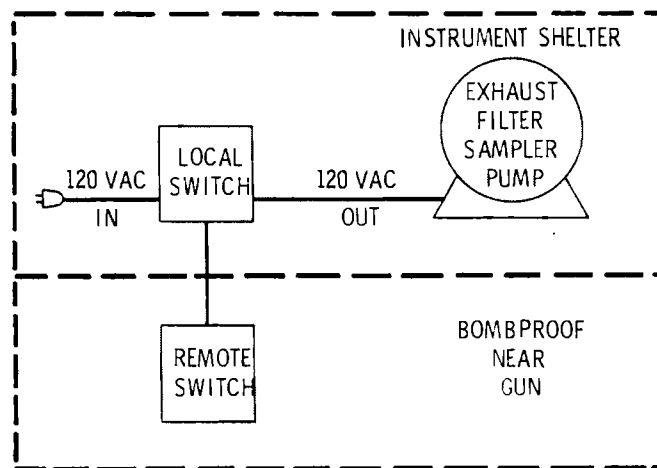 INSTRUMENT SHELTER
EXHAUST
FILTER
SAMPLER
PUMP
LOCAL
SWITCH
120 VAC
IN
120 VAC
OUT
REMOTE
SWITCH
BOMBPROOF
NEAR
GUN